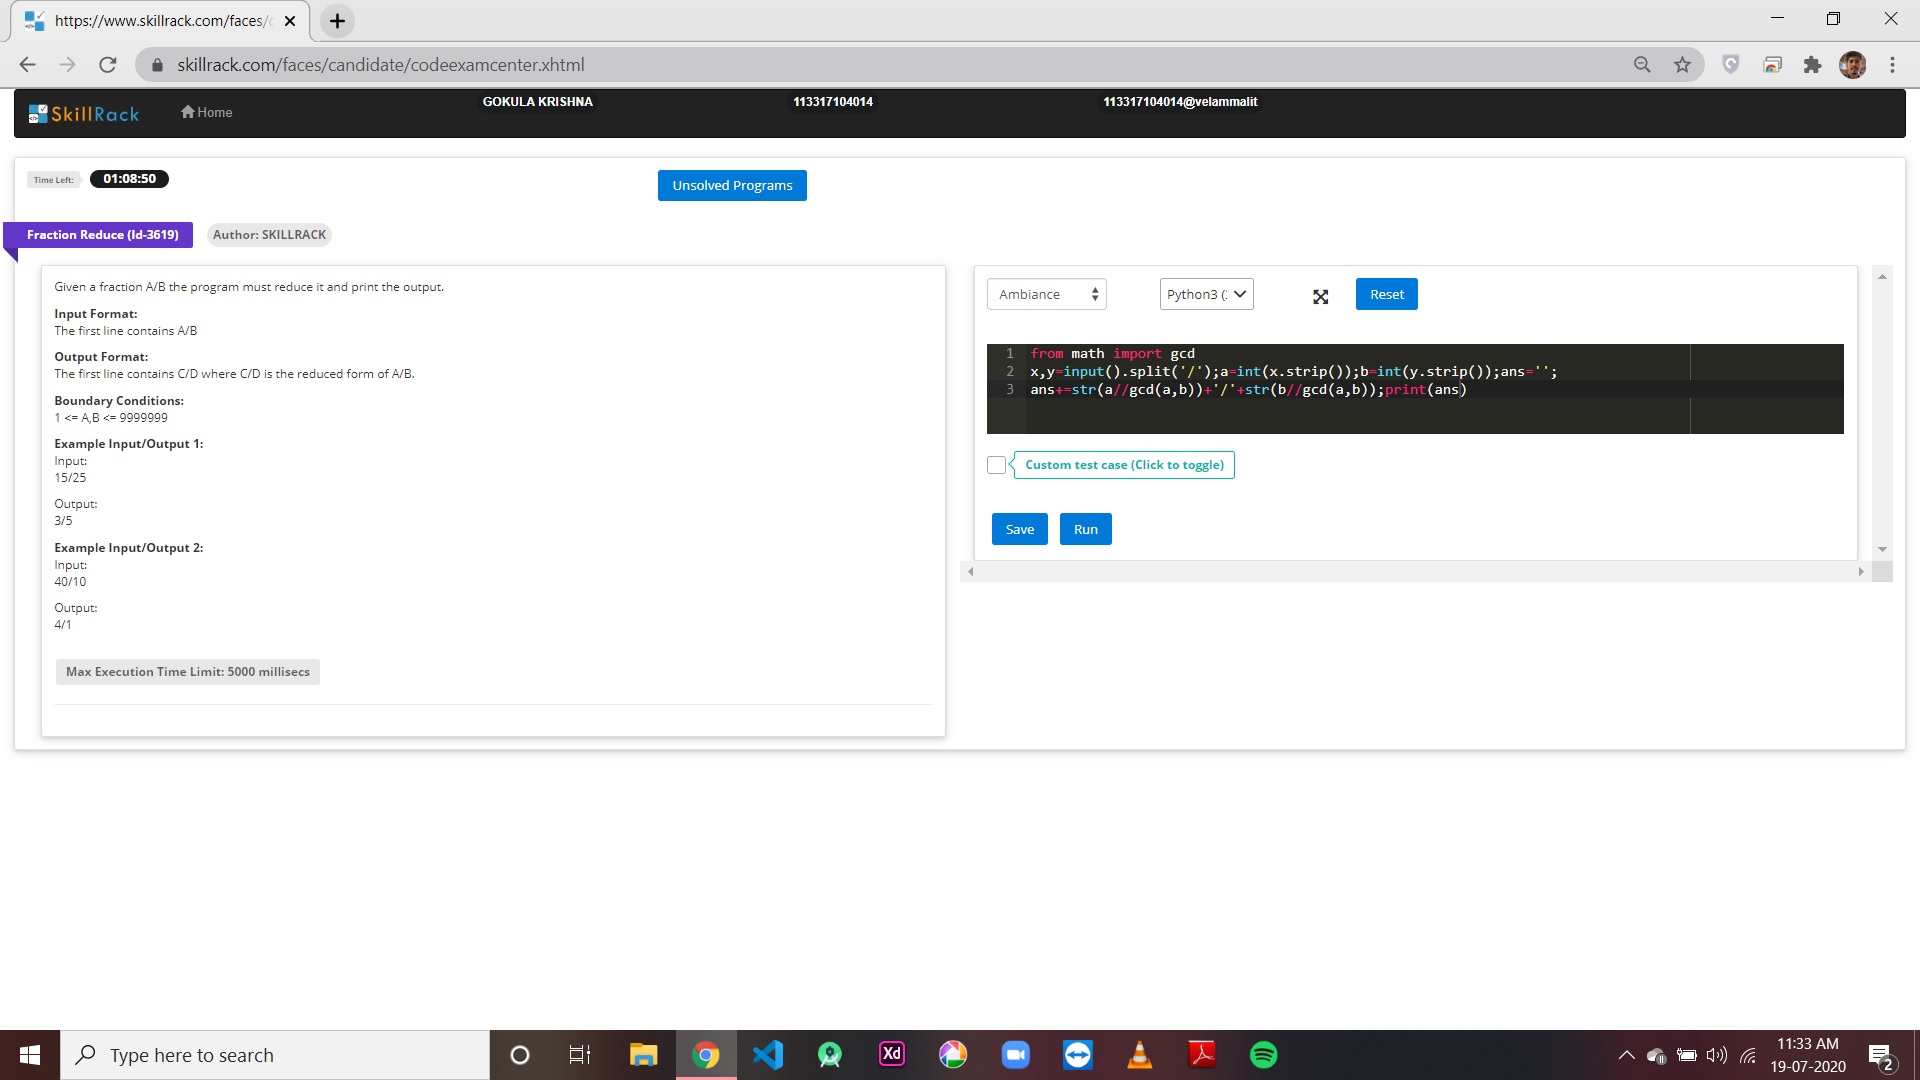 https://www.skillrack.com/faces/c
skillrack.com/faces/candidate/codeexamcenter.xhtml
SkillRack
Home
GOKULA KRISHNA
113317104014
113317104014@velammalit
Time Left:
01:08:50
Unsolved Programs
Fraction Reduce (Id-3619)
Author: SKILLRACK
Given a fraction A/B the program must reduce it and print the output.
Input Format:
The first line contains A/B
Output Format:
The first line contains C/D where C/D is the reduced form of A/B.
Boundary Conditions:
1 <= A,B <= 9999999
Example Input/Output 1:
Input:
15/25
Output:
3/5
Example Input/Output 2:
Input:
40/10
Output:
4/1
Max Execution Time Limit: 5000 millisecs
Ambiance
Python3 (:
Reset
1 from math import gcd
2 x,y=input().split('/');a=int(x.strip());b=int(y.strip());ans='';
3 ans+=str(a//gcd(a,b))+'/'+str(b//gcd(a,b));print(ans)
Custom test case (Click to toggle)
Save
Run
Type here to search
Xd
11:33 AM
19-07-2020
2